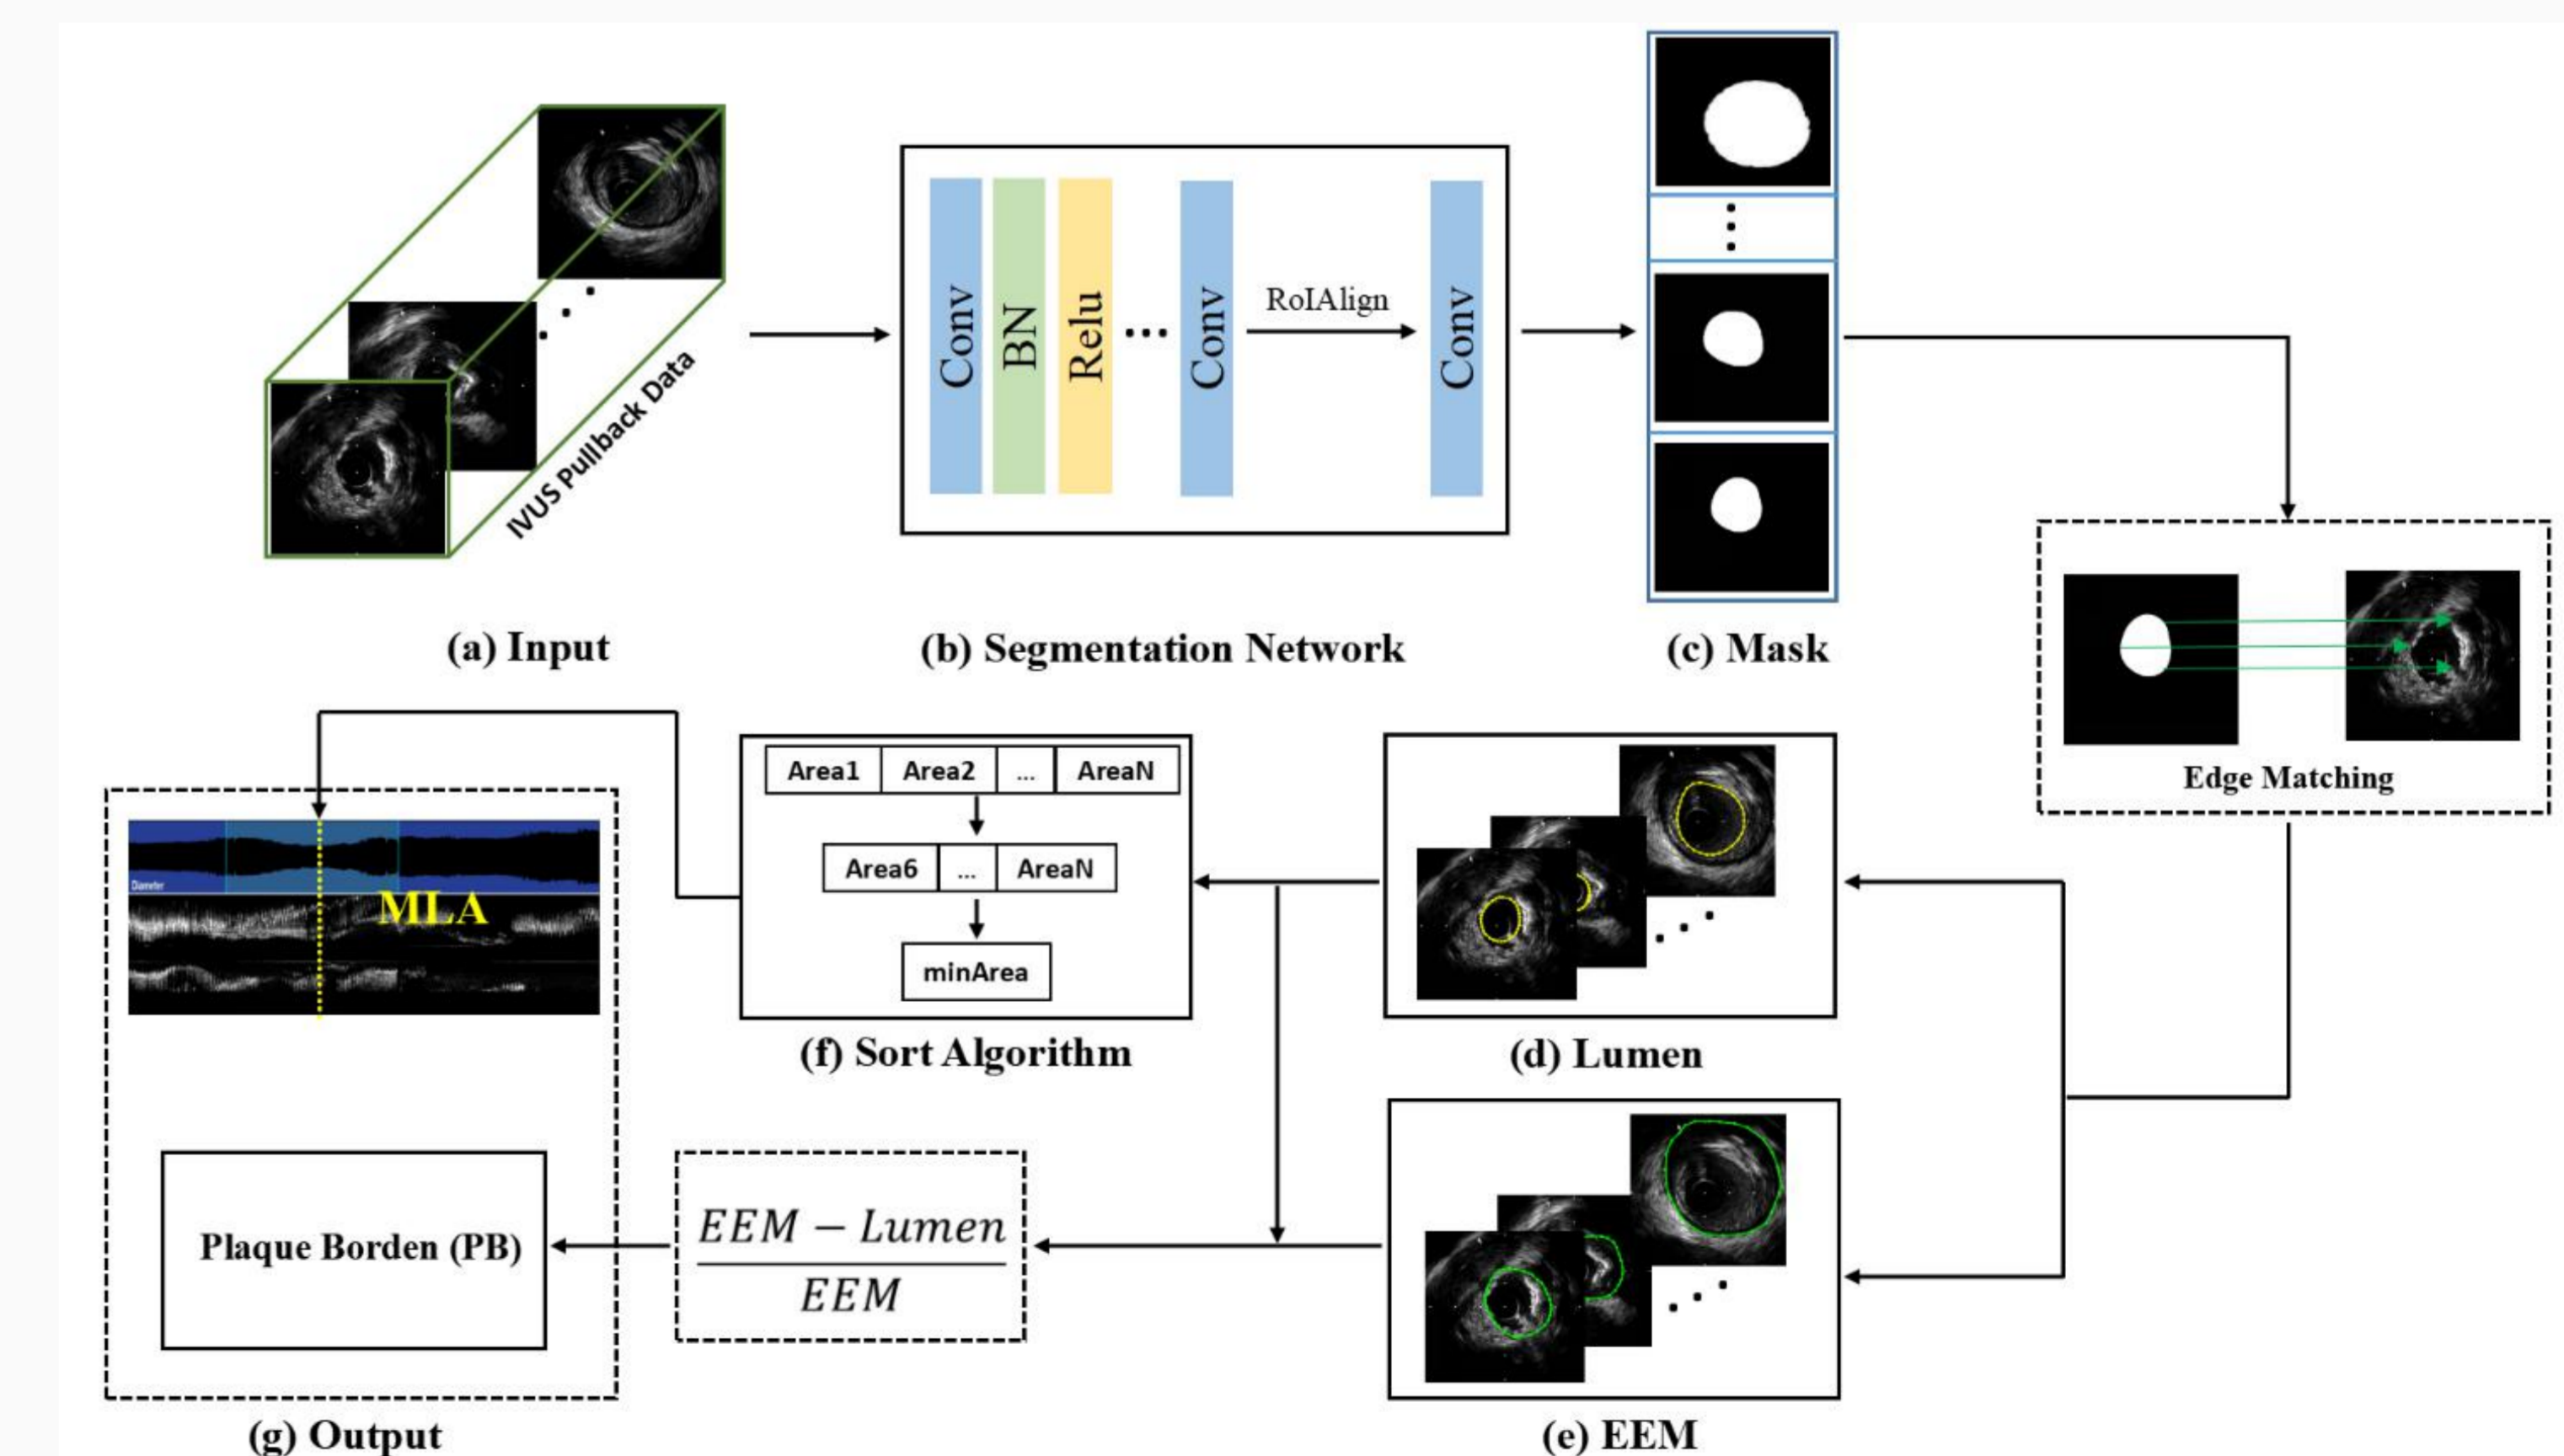 IVUS Pullback Data
Conv
BN
Relu
...
Conv
RoIAlign
Conv
(a) Input
(b) Segmentation Network
(c) Mask
Edge Matching
Area1 Area2 ... AreaN
Area6 ... AreaN
minArea
(f) Sort Algorithm
(d) Lumen
Diameter
MLA
Plaque Borden (PB)
EEM − Lumen
EEM
(g) Output
(e) EEM